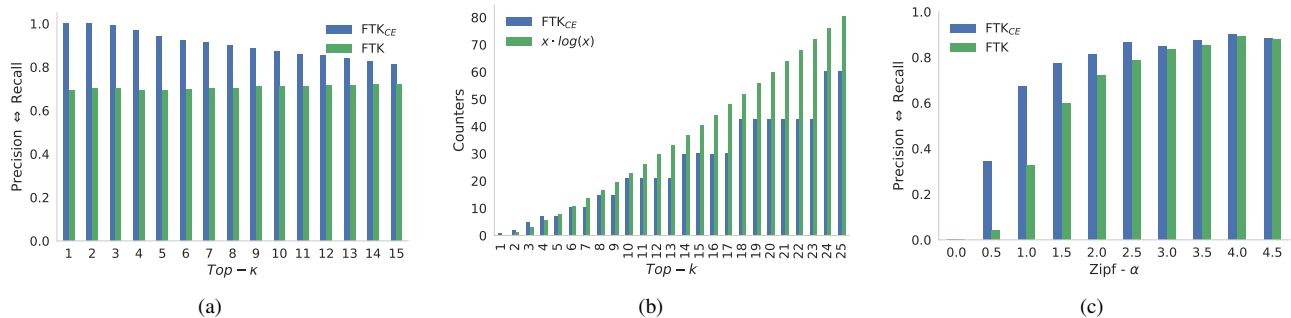 1.0
0.8
0.6
0.4
0.2
0.0
Precision ⇔ Recall
FTK_CE
FTK
1 2 3 4 5 6 7 8 9 10 11 12 13 14 15
Top − κ
(a)
80
70
60
50
40
30
20
10
0
Counters
FTK_CE
x · log(x)
1 2 3 4 5 6 7 8 9 10 11 12 13 14 15 16 17 18 19 20 21 22 23 24 25
Top − k
(b)
1.0
0.8
0.6
0.4
0.2
0.0
Precision ⇔ Recall
FTK_CE
FTK
0.0 0.5 1.0 1.5 2.0 2.5 3.0 3.5 4.0 4.5
Zipf - α
(c)